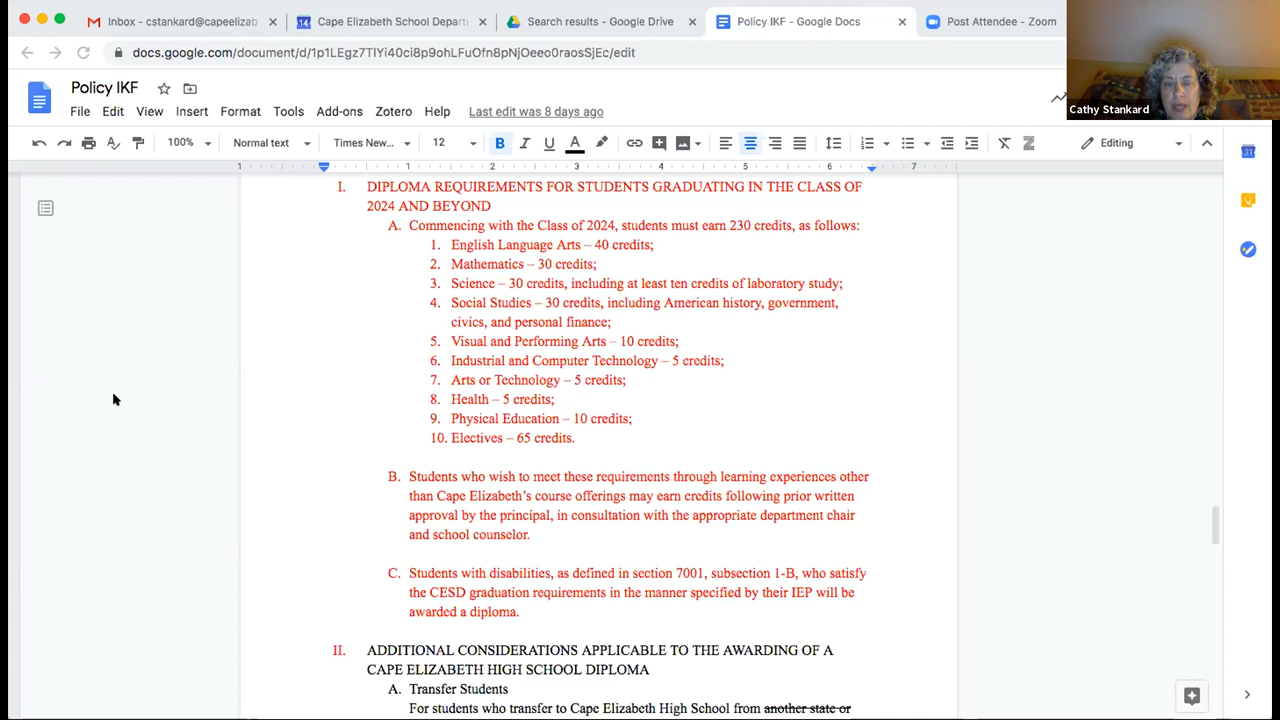 Inbox - cstankard@capeelizab
Cape Elizabeth School Depart
Search results - Google Drive
Policy IKF - Google Docs
Post Attendee - Zoom
docs.google.com/document/d/1p1LEgz7TlYi40ci8p9ohLFuOfn8pNjOeeo0raosSjEc/edit
Cathy Stankard
Policy IKF
File Edit View Insert Format Tools Add-ons Zotero Help Last edit was 8 days ago
100% Normal text Times New... 12 B I U A Editing
1 1 2 3 4 5 6 7
I. DIPLOMA REQUIREMENTS FOR STUDENTS GRADUATING IN THE CLASS OF
2024 AND BEYOND
A. Commencing with the Class of 2024, students must earn 230 credits, as follows:
1. English Language Arts – 40 credits;
2. Mathematics – 30 credits;
3. Science – 30 credits, including at least ten credits of laboratory study;
4. Social Studies – 30 credits, including American history, government,
civics, and personal finance;
5. Visual and Performing Arts – 10 credits;
6. Industrial and Computer Technology – 5 credits;
7. Arts or Technology – 5 credits;
8. Health – 5 credits;
9. Physical Education – 10 credits;
10. Electives – 65 credits.
B. Students who wish to meet these requirements through learning experiences other
than Cape Elizabeth's course offerings may earn credits following prior written
approval by the principal, in consultation with the appropriate department chair
and school counselor.
C. Students with disabilities, as defined in section 7001, subsection 1-B, who satisfy
the CESD graduation requirements in the manner specified by their IEP will be
awarded a diploma.
II. ADDITIONAL CONSIDERATIONS APPLICABLE TO THE AWARDING OF A
CAPE ELIZABETH HIGH SCHOOL DIPLOMA
A. Transfer Students
For students who transfer to Cape Elizabeth High School from another state or